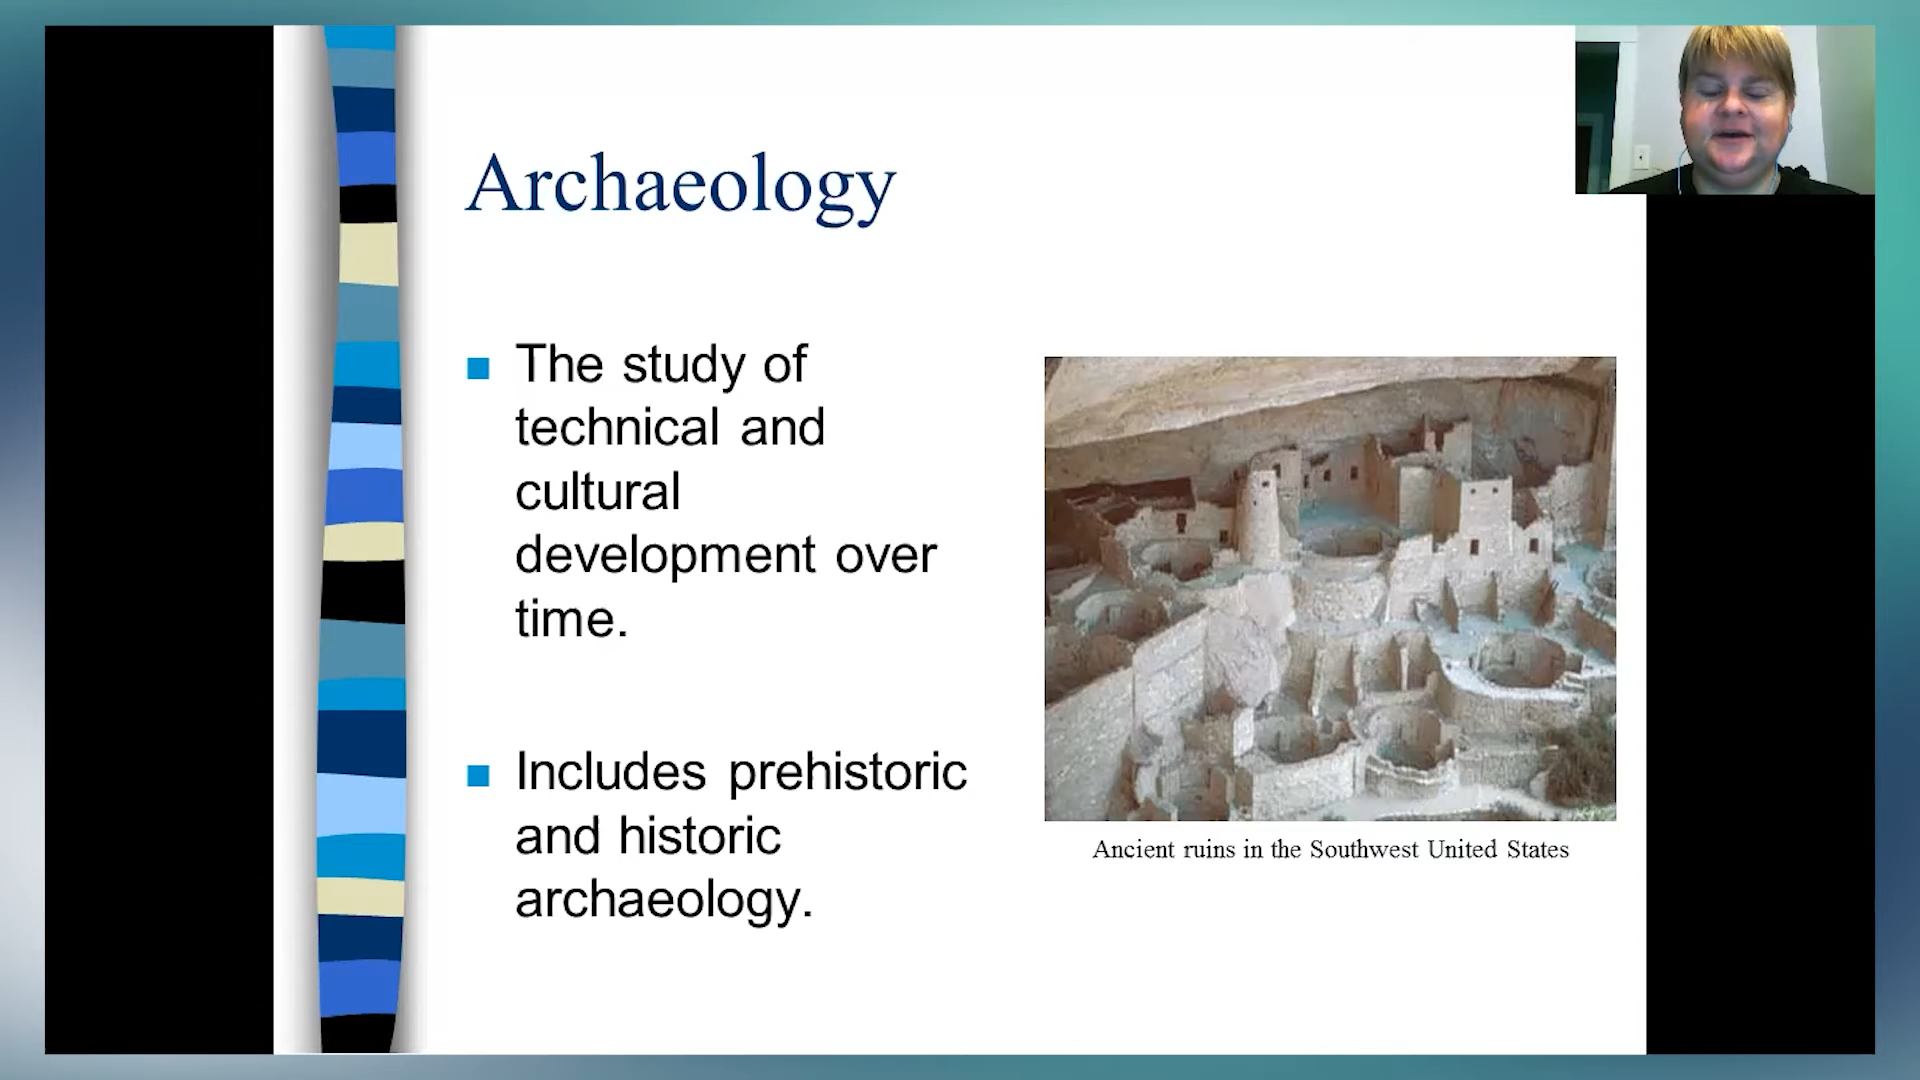 Archaeology
The study of
technical and
cultural
development over
time.
Includes prehistoric
and historic
archaeology.
Ancient ruins in the Southwest United States